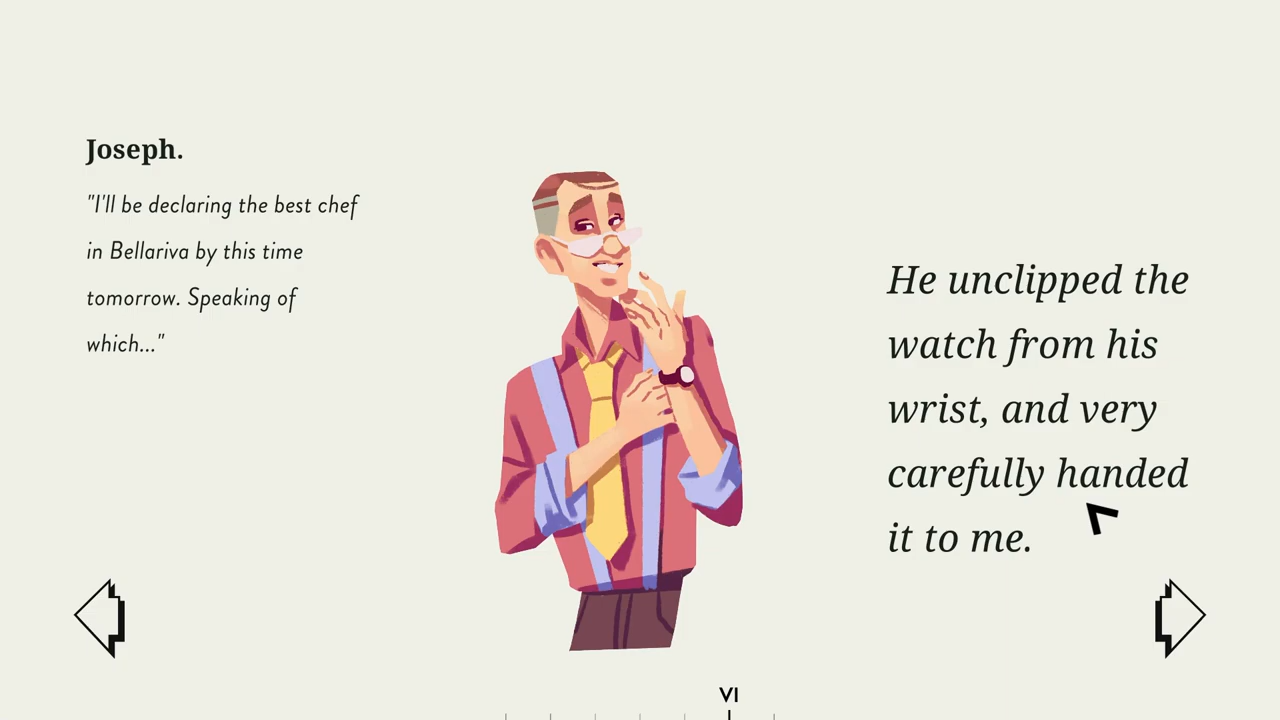 Joseph.
"I'll be declaring the best chef
in Bellariva by this time
tomorrow. Speaking of
which..."
He unclipped the
watch from his
wrist, and very
carefully handed
it to me.
VI